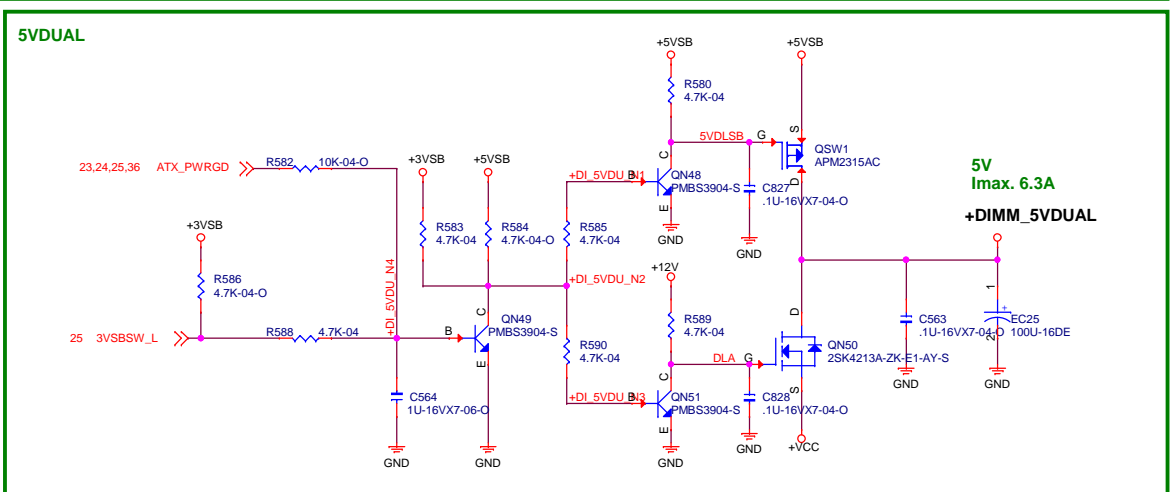 5VDUAL
+5VSB
+5VSB
R580
4.7K-04
5VDLSB
G
S
D
QSW1
APM2315AC
23,24,25,36 ATX_PWRGD
R582
10K-04-O
+3VSB
+5VSB
C
+DI_5VDU_N1
B
QN48
PMBS3904-S
E
GND
C827
.1U-16VX7-04-O
GND
5V
Imax. 6.3A
+DIMM_5VDUAL
R583
4.7K-04
R584
4.7K-04-O
R585
4.7K-04
+3VSB
R586
4.7K-04-O
+DI_5VDU_N4
+DI_5VDU_N2
+12V
R589
4.7K-04
25 3VSBSW_L
R588
4.7K-04
B
C
E
QN49
PMBS3904-S
R590
4.7K-04
DLA
G
D
S
QN50
2SK4213A-ZK-E1-AY-S
C563
.1U-16VX7-04-O
GND
1
2
+
EC25
100U-16DE
GND
C564
1U-16VX7-06-O
GND
GND
+DI_5VDU_N3
B
C
E
QN51
PMBS3904-S
GND
C828
.1U-16VX7-04-O
GND
+VCC